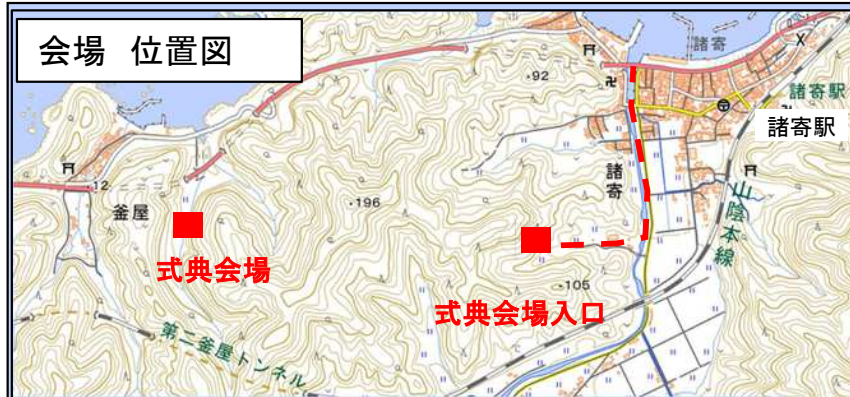 会場 位置図
諸寄
・92
諸寄駅
諸寄駅
12
釜屋
・196
諸寄
山陰本線
式典会場
・105
式典会場入口
第二釜屋トンネル